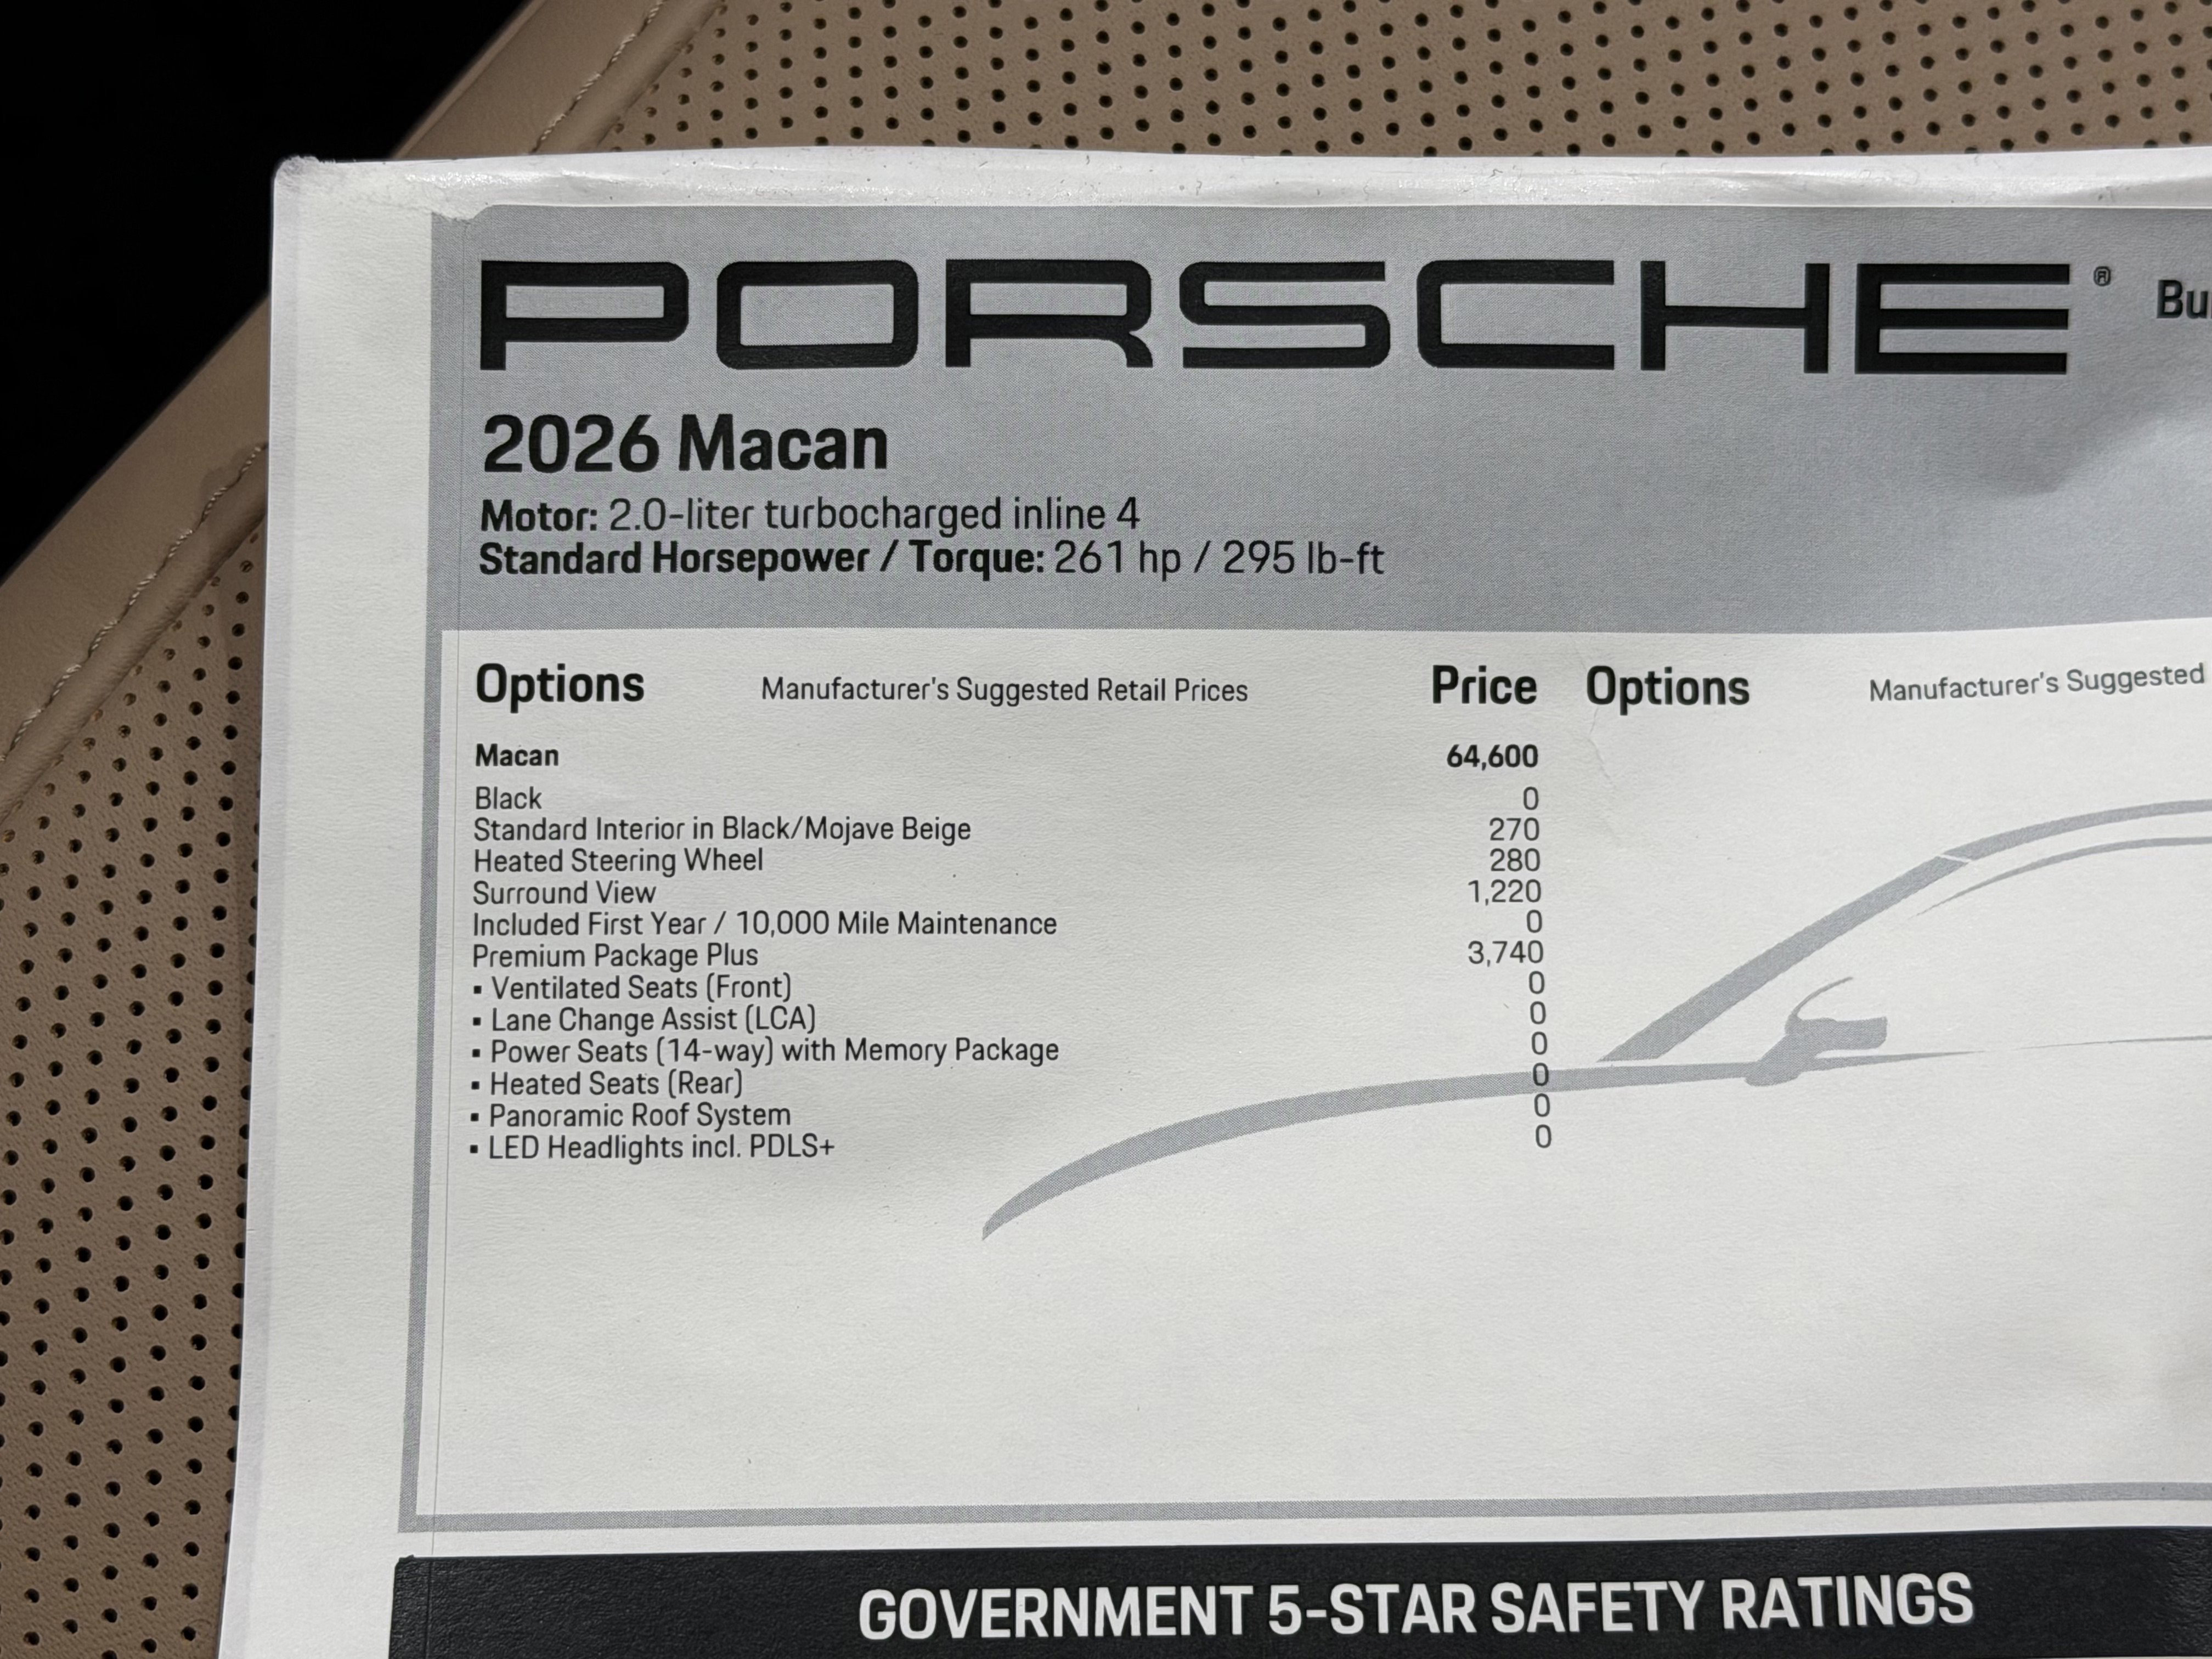 PORSCHE® Bu
2026 Macan
Motor: 2.0-liter turbocharged inline 4
Standard Horsepower / Torque: 261 hp / 295 lb-ft
Options Manufacturer's Suggested Retail Prices Price Options Manufacturer's Suggested
Macan 64,600
Black 0
Standard Interior in Black/Mojave Beige 270
Heated Steering Wheel 280
Surround View 1,220
Included First Year / 10,000 Mile Maintenance 0
Premium Package Plus 3,740
▪ Ventilated Seats (Front) 0
▪ Lane Change Assist (LCA) 0
▪ Power Seats (14-way) with Memory Package 0
▪ Heated Seats (Rear) 0
▪ Panoramic Roof System 0
▪ LED Headlights incl. PDLS+ 0
GOVERNMENT 5-STAR SAFETY RATINGS